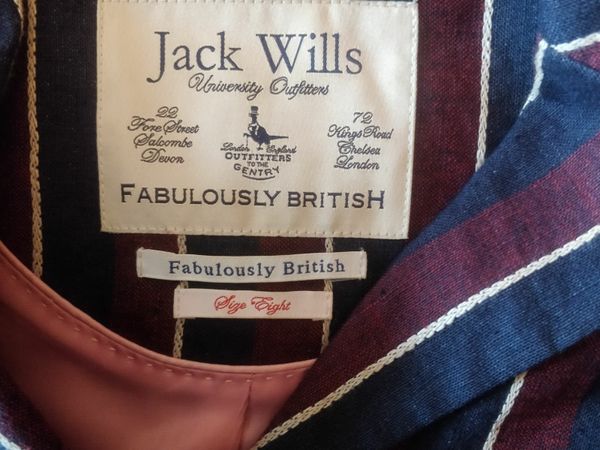 Jack Wills
University Outfitters
22
Fore Street
Salcombe
Devon
72
Kings Road
Chelsea
London
London England
OUTFITTERS
TO THE
GENTRY
FABULOUSLY BRITISH
Fabulously British
Size Eight